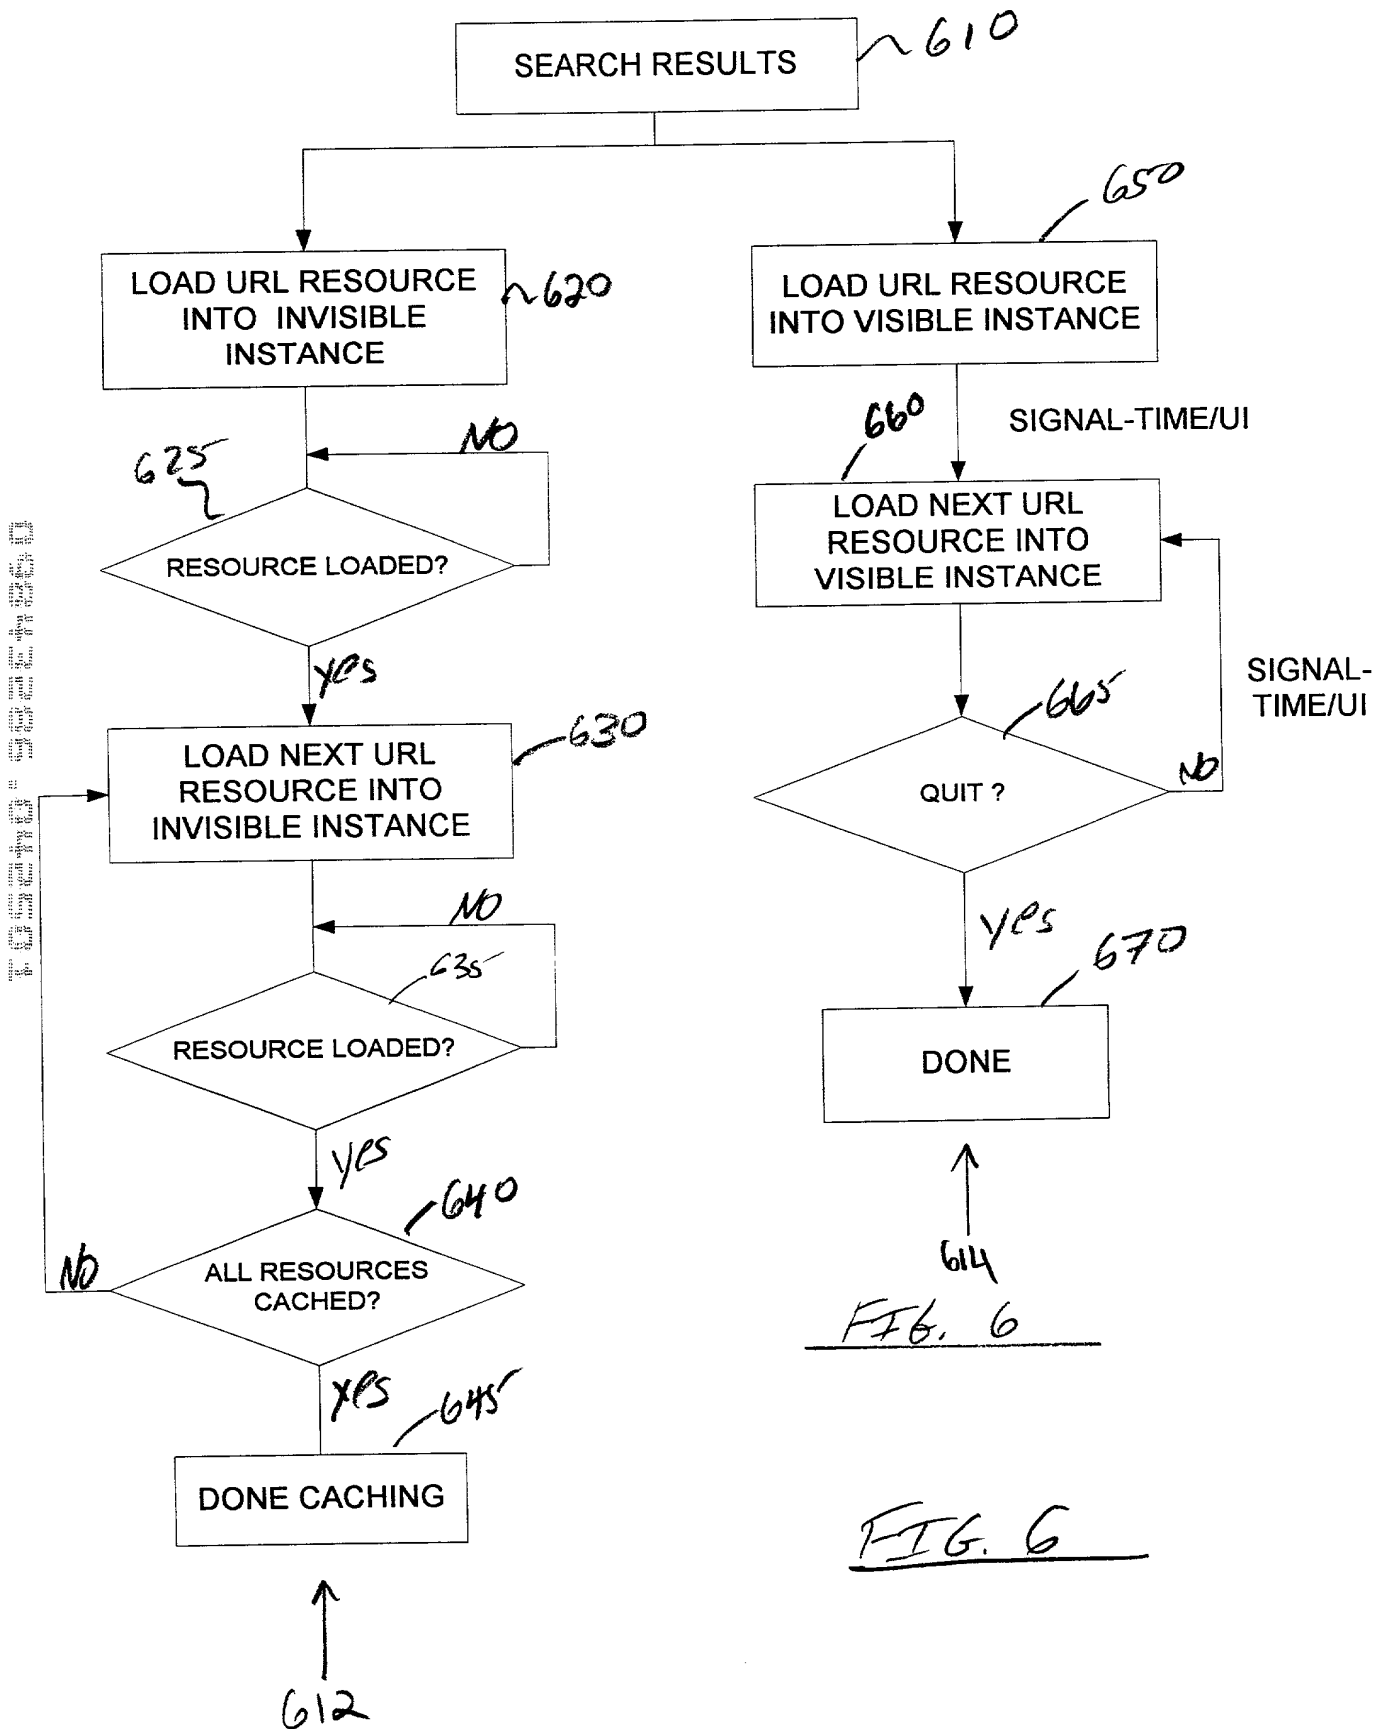 SEARCH RESULTS
610
LOAD URL RESOURCE
INTO INVISIBLE
INSTANCE
620
NO
625
RESOURCE LOADED?
yes
LOAD NEXT URL
RESOURCE INTO
INVISIBLE INSTANCE
630
NO
635
RESOURCE LOADED?
yes
640
ALL RESOURCES
CACHED?
NO
yes
645
DONE CACHING
612
650
LOAD URL RESOURCE
INTO VISIBLE INSTANCE
660
SIGNAL-TIME/UI
LOAD NEXT URL
RESOURCE INTO
VISIBLE INSTANCE
SIGNAL-
TIME/UI
665
QUIT ?
NO
yes
670
DONE
614
FIG. 6
FIG. 6